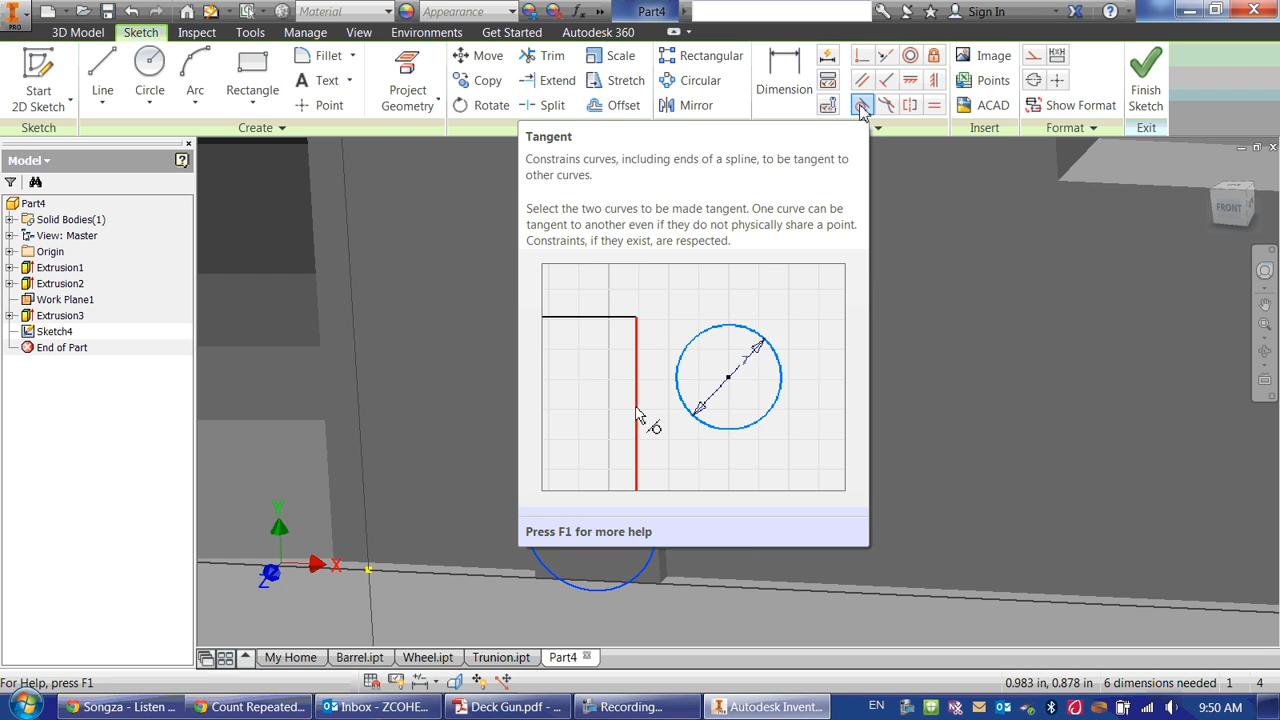 PRO
Material
Appearance
Part4
Sign In
3D Model
Sketch
Inspect
Tools
Manage
View
Environments
Get Started
Autodesk 360
Start
2D Sketch
Line
Circle
Arc
Rectangle
Fillet
Text
Point
Project
Geometry
Move
Copy
Rotate
Trim
Extend
Split
Scale
Stretch
Offset
Rectangular
Circular
Mirror
Dimension
Image
Points
ACAD
Show Format
Finish
Sketch
Sketch
Create
Insert
Format
Exit
Model
Part4
Solid Bodies(1)
View: Master
Origin
Extrusion1
Extrusion2
Work Plane1
Extrusion3
Sketch4
End of Part
Tangent
Constrains curves, including ends of a spline, to be tangent to
other curves.
Select the two curves to be made tangent. One curve can be
tangent to another even if they do not physically share a point.
Constraints, if they exist, are respected.
Press F1 for more help
FRONT
Y
X
Z
My Home
Barrel.ipt
Wheel.ipt
Trunion.ipt
Part4
For Help, press F1
0.983 in, 0.878 in
6 dimensions needed
1
4
Songza - Listen ...
Count Repeated...
Inbox - ZCOHE...
Deck Gun.pdf - ...
Recording...
Autodesk Invent...
EN
9:50 AM